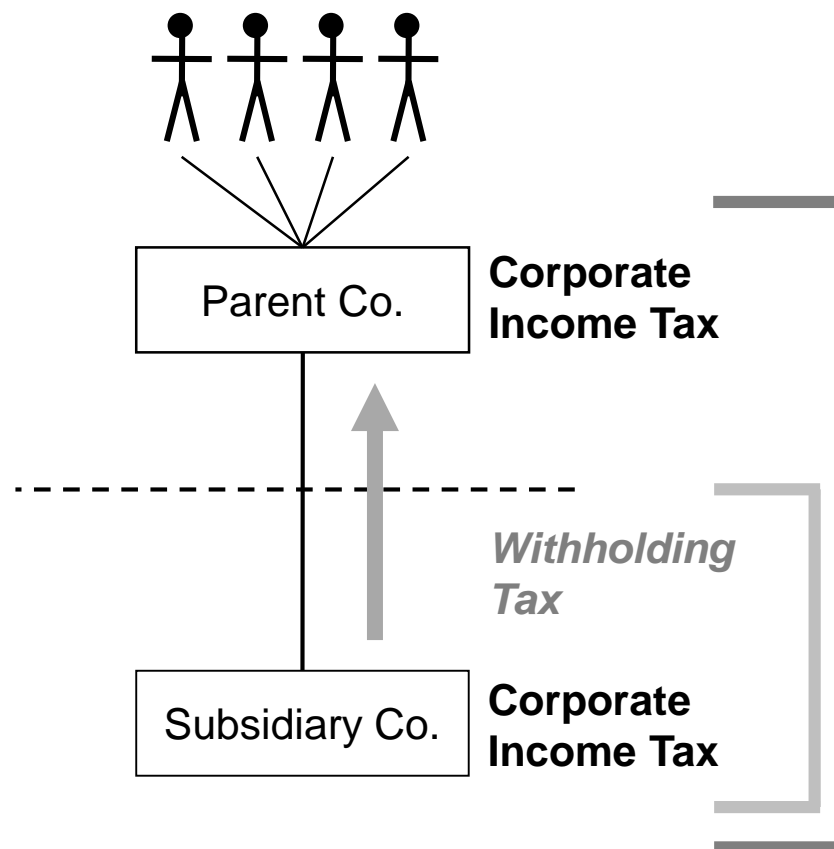 Parent Co.
Corporate
Income Tax
Withholding
Tax
Subsidiary Co.
Corporate
Income Tax